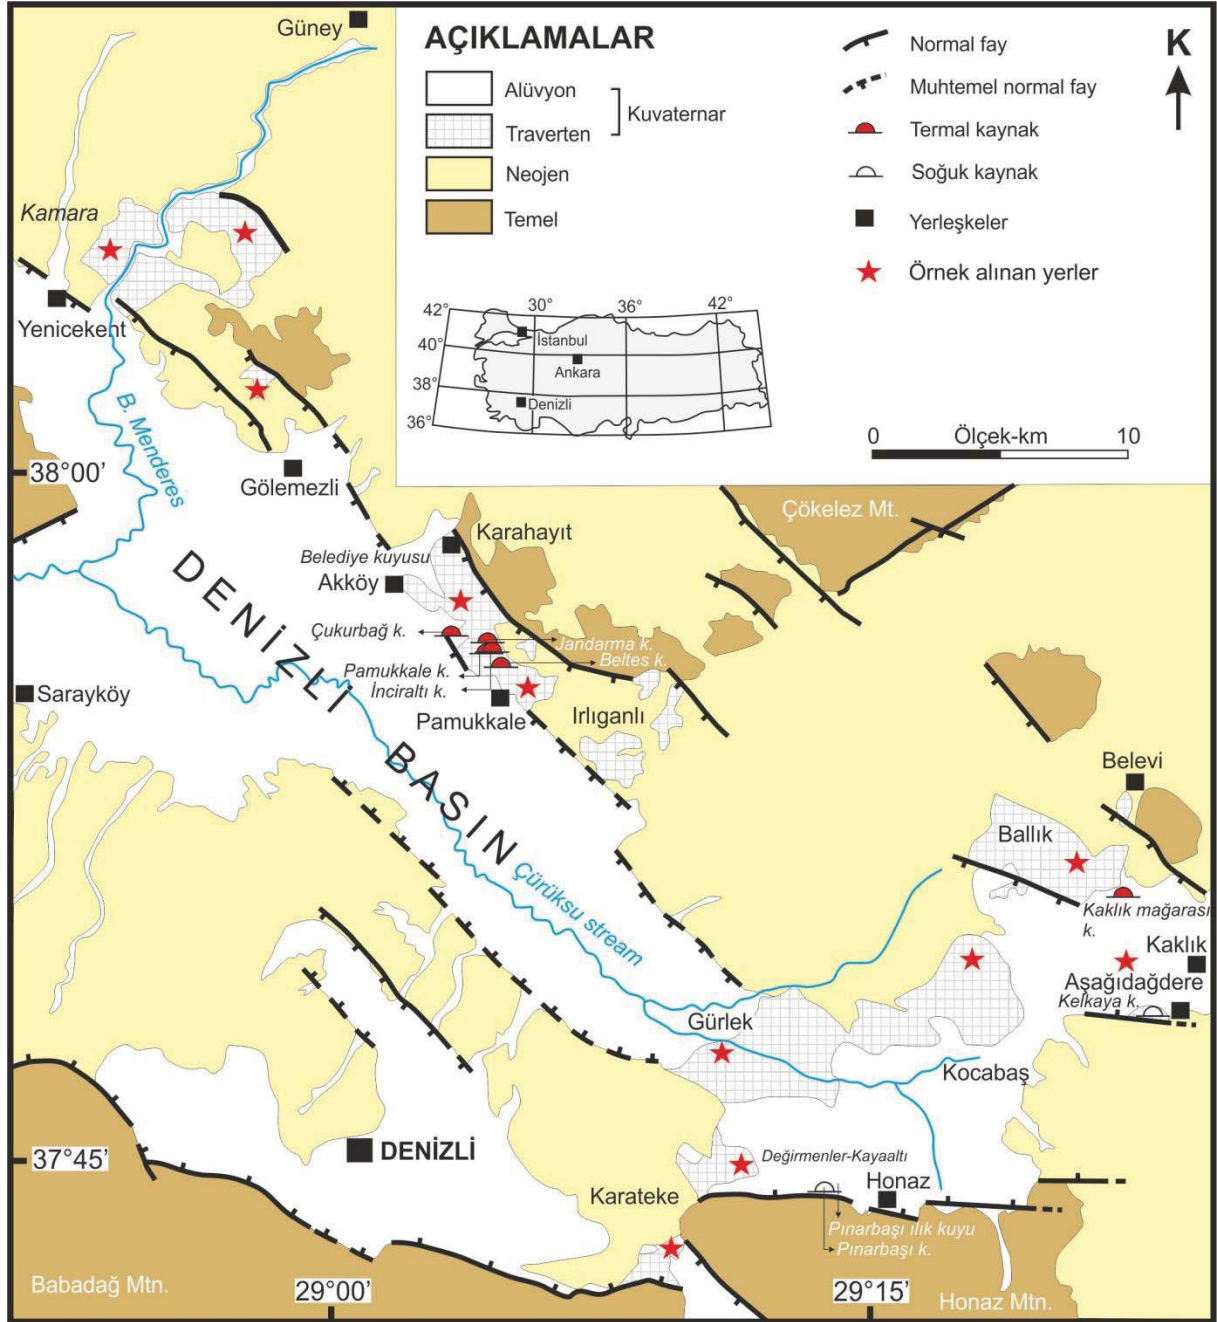 Güney
AÇIKLAMALAR
Alüvyon
Traverten
Kuvaternar
Neojen
Temel
Normal fay
Muhtemel normal fay
Termal kaynak
Soğuk kaynak
Yerleşkeler
Örnek alınan yerler
K
42°
40°
38°
36°
30°
36°
42°
İstanbul
Ankara
Denizli
0
Ölçek-km
10
Kamara
Yenicekent
B. Menderes
38°00’
Gölemezli
Çökelez Mt.
Karahayıt
Belediye kuyusu
Akköy
DENİZLİ BASIN
Çukurbağ k.
Jandarma k.
Beltes k.
Pamukkale k.
İnciraltı k.
Sarayköy
Pamukkale
Irlıganlı
Belevi
Ballık
Çürüksu stream
Kaklık mağarası
k.
Kaklık
Aşağıdağdere
Kelkaya k.
Gürlek
Kocabaş
37°45’
DENİZLİ
Değirmenler-Kayaaltı
Karateke
Honaz
Pınarbaşı ılık kuyu
Pınarbaşı k.
Babadağ Mtn.
29°00’
29°15’
Honaz Mtn.